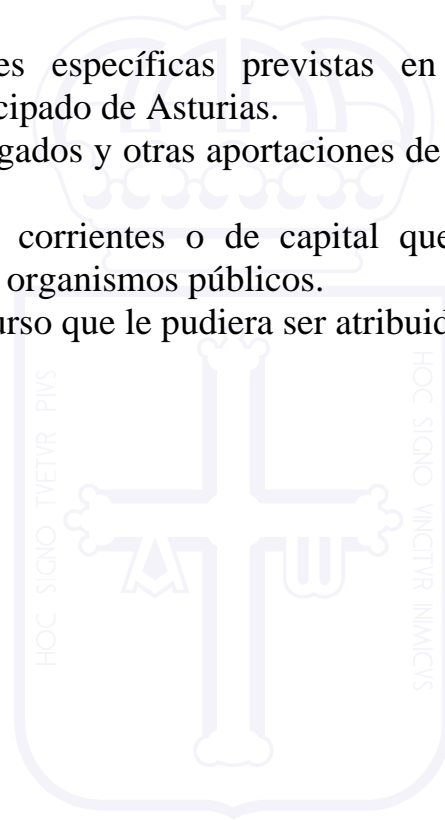 es específicas previstas en
cipado de Asturias.
gados y otras aportaciones de
corrientes o de capital que
organismos públicos.
urso que le pudiera ser atribuid
HOC SIGNO TVETVR PIVS
HOC SIGNO VINCITVR INIMICVS